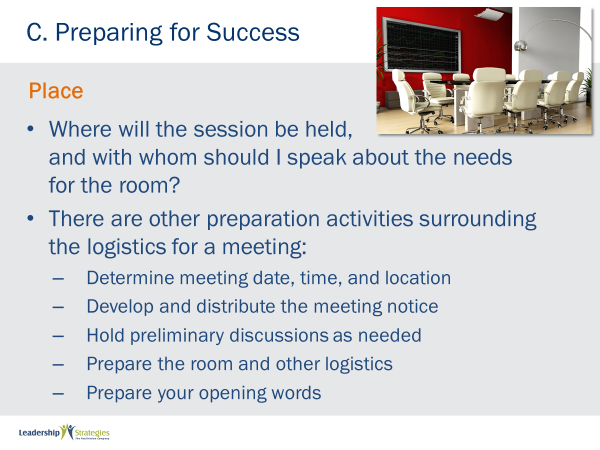 C. Preparing for Success
Place
• Where will the session be held,
and with whom should I speak about the needs
for the room?
• There are other preparation activities surrounding
the logistics for a meeting:
– Determine meeting date, time, and location
– Develop and distribute the meeting notice
– Hold preliminary discussions as needed
– Prepare the room and other logistics
– Prepare your opening words
Leadership Strategies
The Facilitation Company